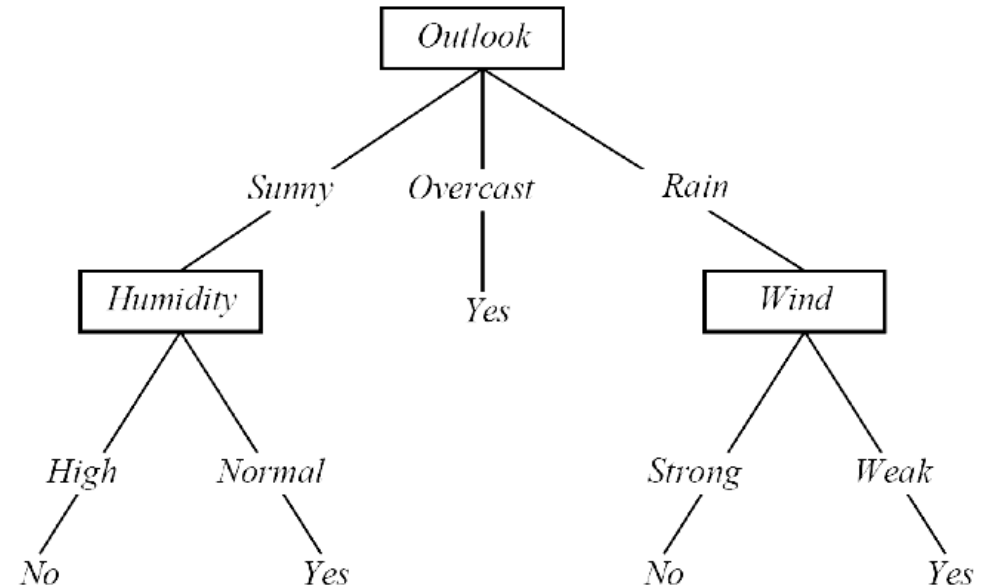 Outlook
Sunny Overcast Rain
Humidity Yes Wind
High Normal Strong Weak
No Yes No Yes